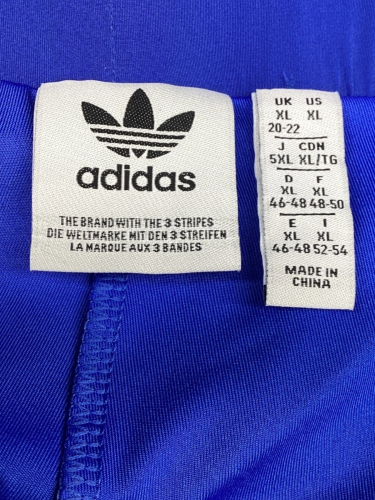 adidas
THE BRAND WITH THE 3 STRIPES
DIE WELTMARKE MIT DEN 3 STREIFEN
LA MARQUE AUX 3 BANDES
UK US
XL XL
20-22
J CDN
5XL XL/TG
D F
XL XL
46-48 48-50
E I
XL XL
46-48 52-54
MADE IN
CHINA